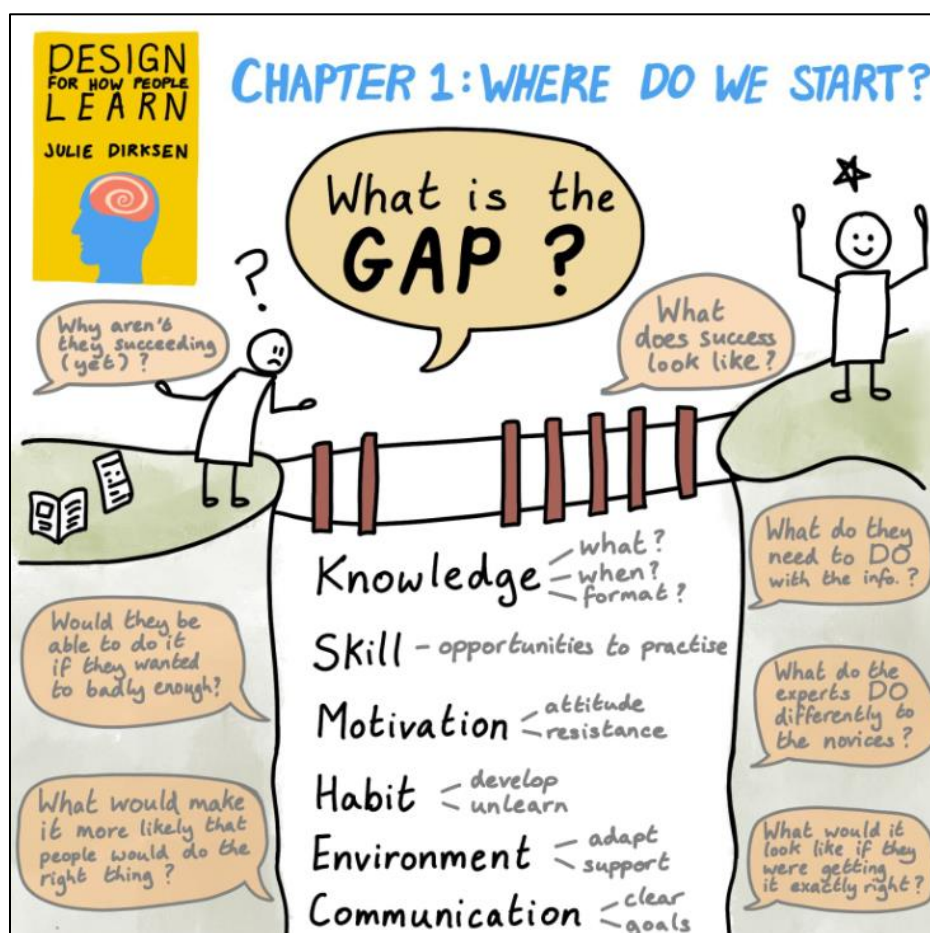 DESIGN
FOR HOW PEOPLE
LEARN
JULIE DIRKSEN
CHAPTER 1: WHERE DO WE START?
What is the
GAP ?
?
Why aren't
they succeeding
(yet) ?
What
does success
look like?
Knowledge
what?
when?
format?
Skill - opportunities to practise
Motivation
attitude
resistance
Habit
develop
unlearn
Environment
adapt
support
Communication
clear
goals
Would they be
able to do it
if they wanted
to badly enough?
What would make
it more likely that
people would do the
right thing ?
What do they
need to DO
with the info. ?
What do the
experts DO
differently to
the novices ?
What would it
look like if they
were getting
it exactly right?